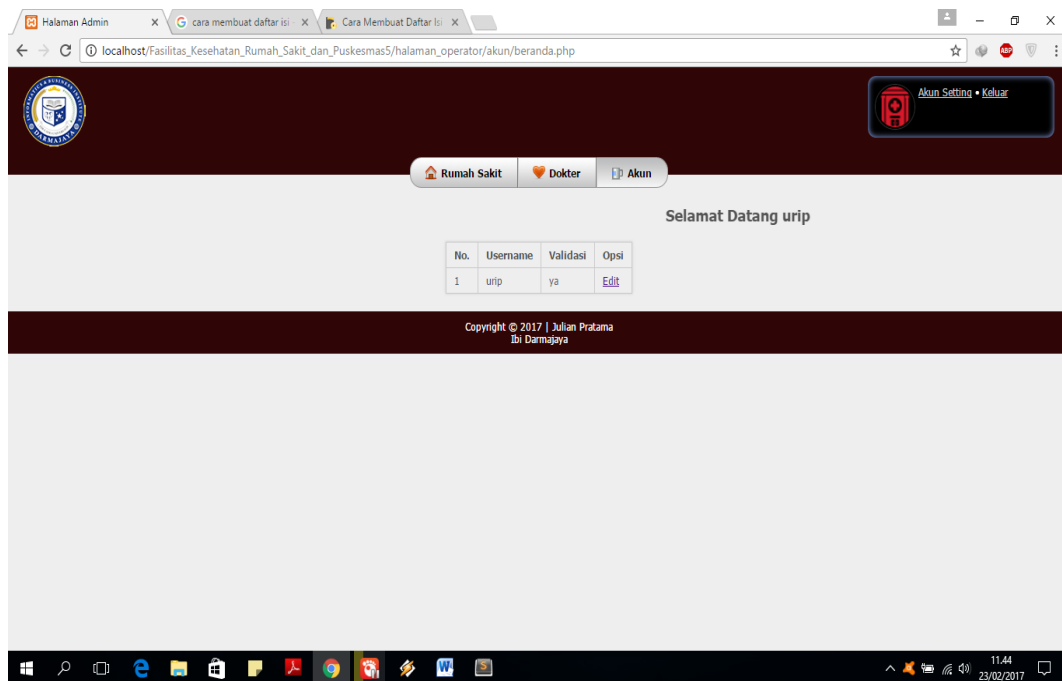 Halaman Admin
cara membuat daftar isi
Cara Membuat Daftar Isi
localhost/Fasilitas_Kesehatan_Rumah_Sakit_dan_Puskesmas5/halaman_operator/akun/beranda.php
ABP
DARMAJAYA
Akun Setting • Keluar
Rumah Sakit
Dokter
Akun
Selamat Datang urip
No. Username Validasi Opsi
1 urip ya Edit
Copyright © 2017 | Julian Pratama
Ibi Darmajaya
11.44
23/02/2017